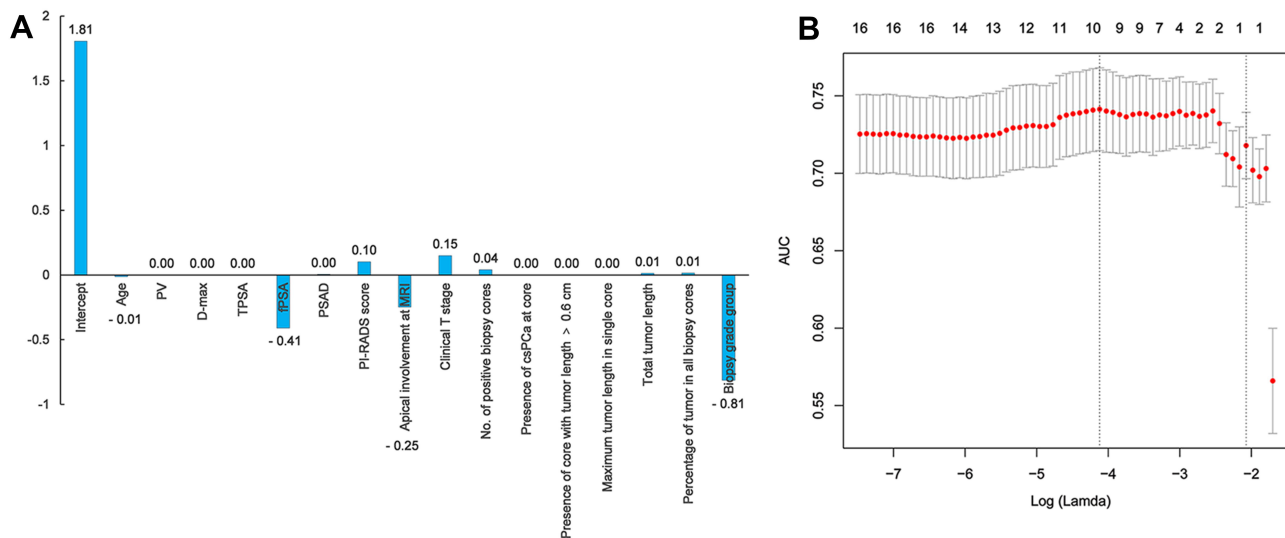 A
2
1.5
1
0.5
0
-0.5
-1
1.81
- 0.01
0.00
0.00
0.00
- 0.41
0.00
0.10
- 0.25
0.15
0.04
0.00
0.00
0.00
0.01
0.01
- 0.81
Intercept
Age
PV
D-max
TPSA
fPSA
PSAD
PI-RADS score
Apical involvement at MRI
Clinical T stage
No. of positive biopsy cores
Presence of csPCa at core
Presence of core with tumor length > 0.6 cm
Maximum tumor length in single core
Total tumor length
Percentage of tumor in all biopsy cores
Biopsy grade group
B
16 16 16 14 13 12 11 10 9 9 7 4 2 2 1 1
AUC
0.75
0.70
0.65
0.60
0.55
−7 −6 −5 −4 −3 −2
Log (Lamda)